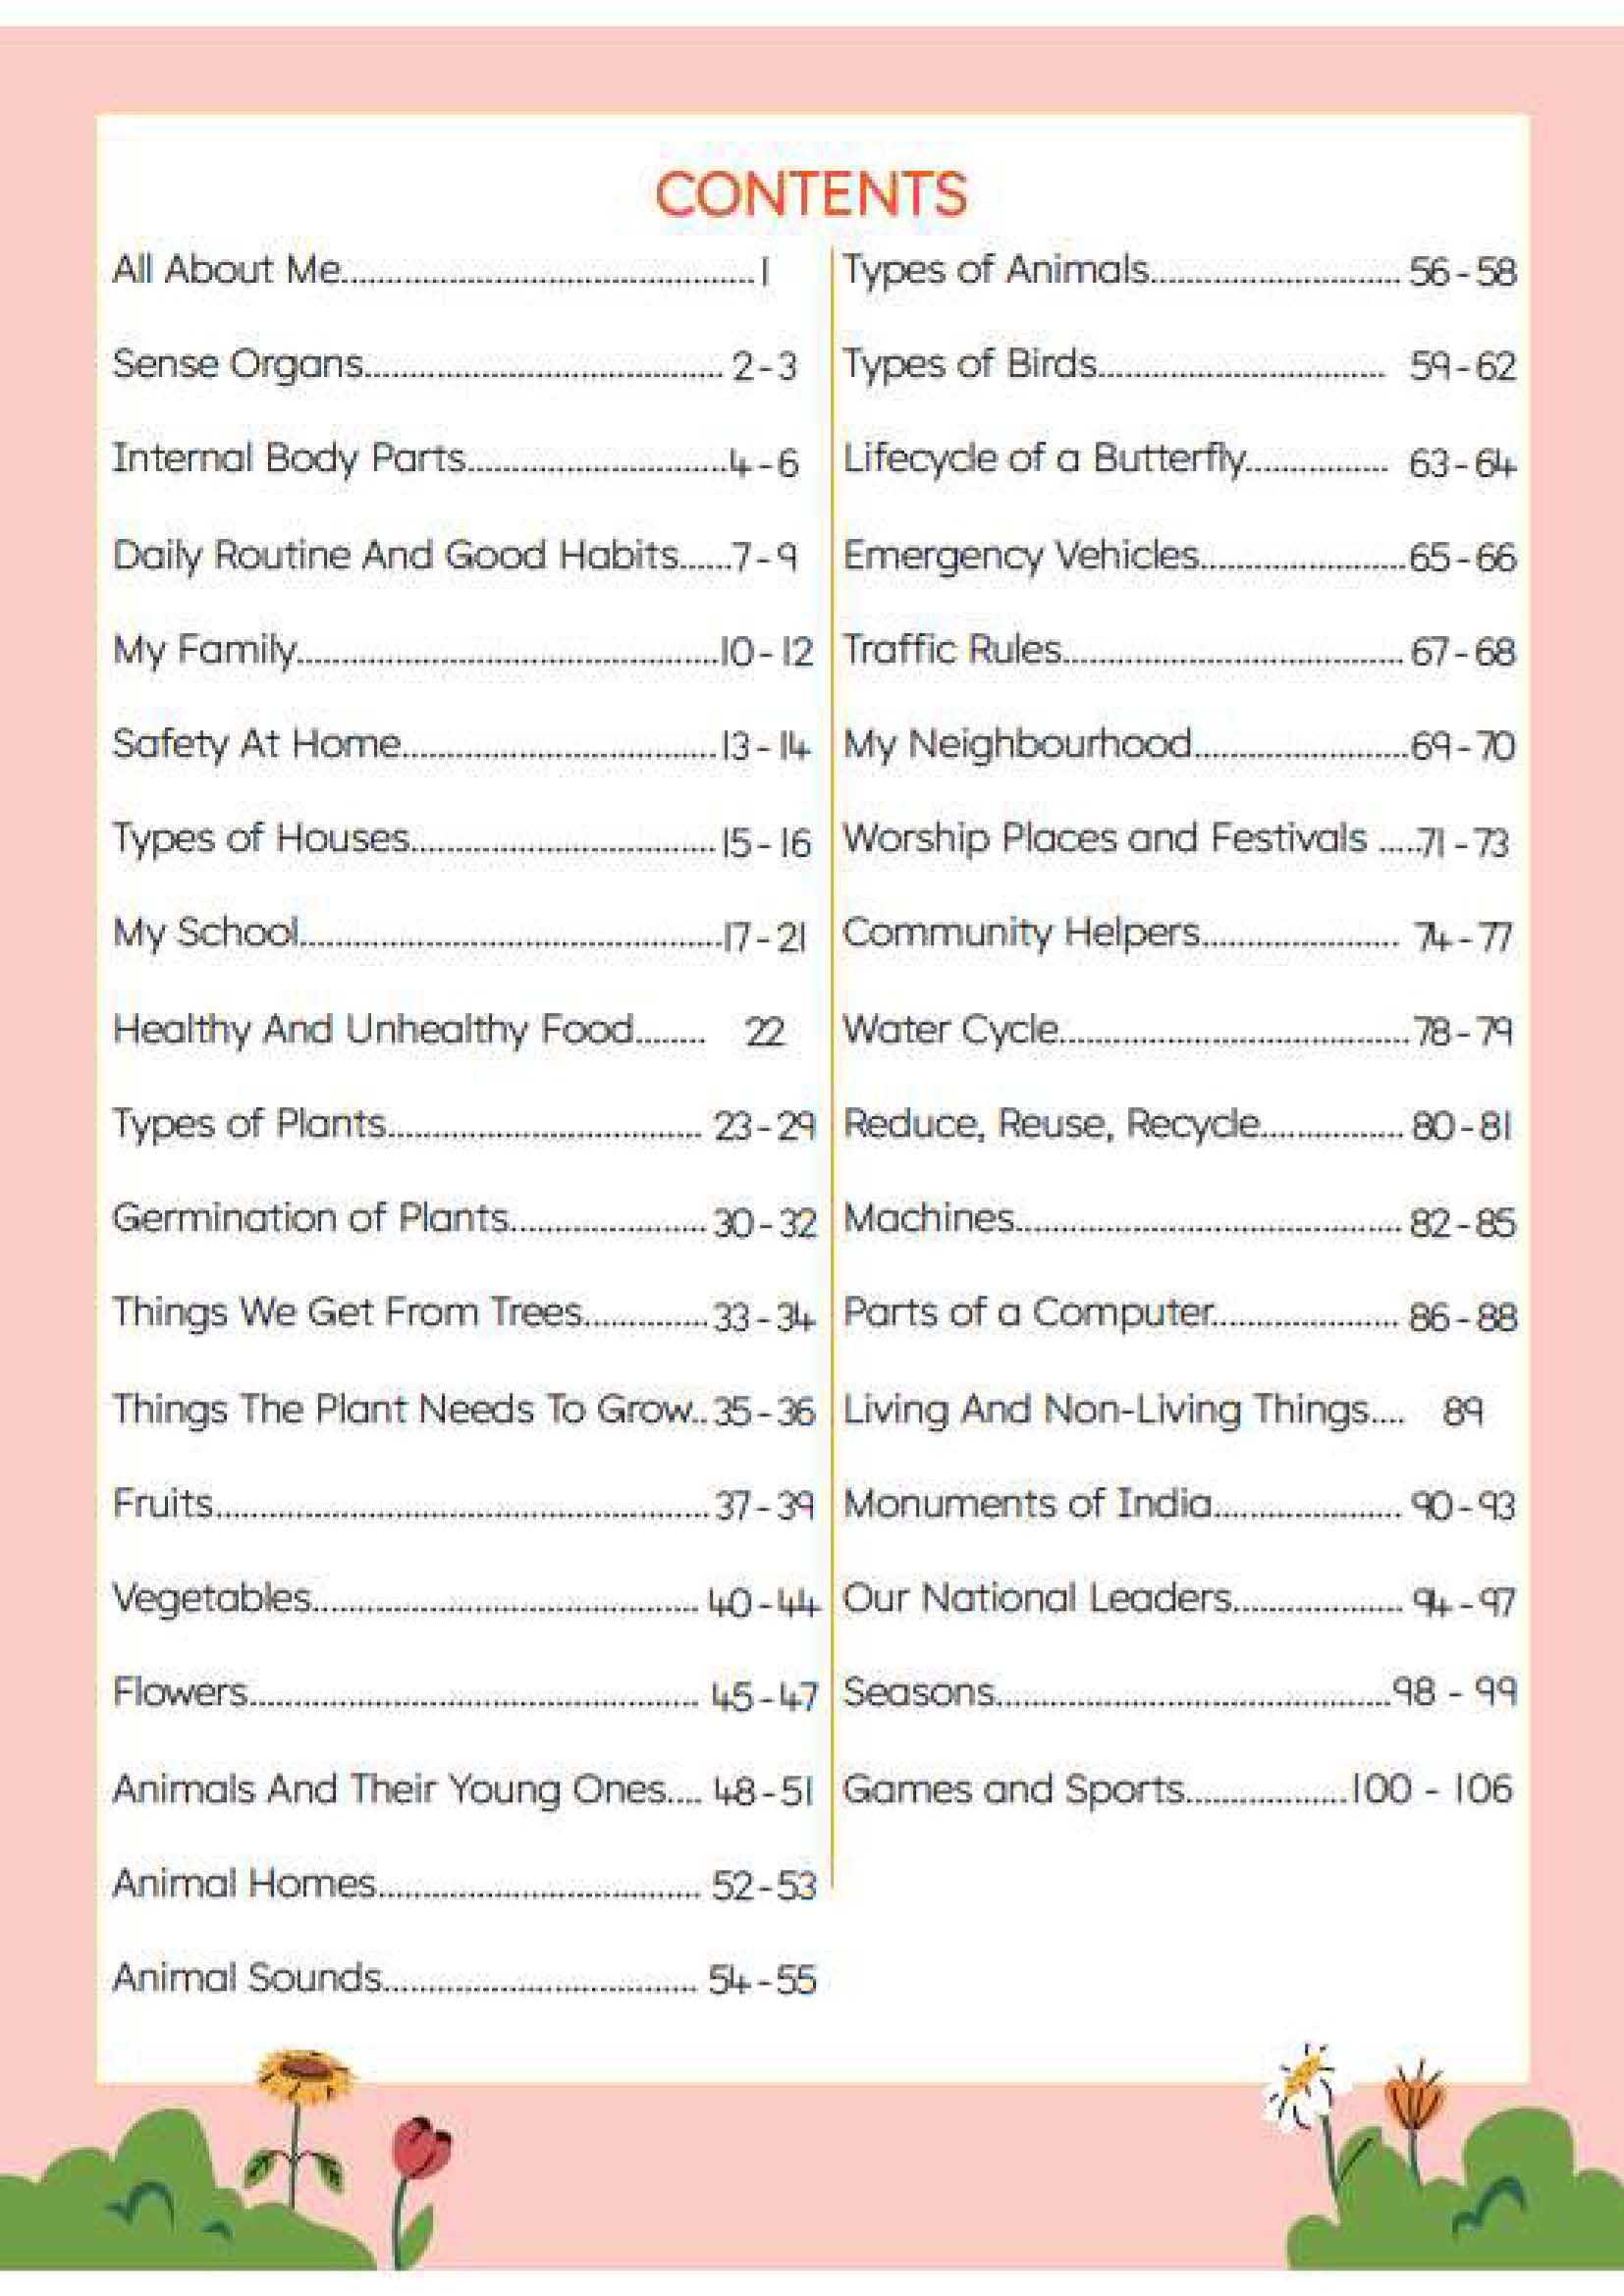 CONTENTS
All About Me..............................................1
Sense Organs........................................ 2-3
Internal Body Parts.............................4-6
Daily Routine And Good Habits......7-9
My Family...............................................10-12
Safety At Home...................................13-14
Types of Houses..................................15-16
My School...............................................17-21
Healthy And Unhealthy Food........ 22
Types of Plants................................... 23-29
Germination of Plants...................... 30-32
Things We Get From Trees..............33-34
Things The Plant Needs To Grow..35-36
Fruits.......................................................37-39
Vegetables........................................... 40-44
Flowers.................................................. 45-47
Animals And Their Young Ones.... 48-51
Animal Homes.................................... 52-53
Animal Sounds................................... 54-55
Types of Animals............................ 56-58
Types of Birds................................ 59-62
Lifecycle of a Butterfly................ 63-64
Emergency Vehicles.......................65-66
Traffic Rules...................................... 67-68
My Neighbourhood........................69-70
Worship Places and Festivals .....71-73
Community Helpers...................... 74-77
Water Cycle.......................................78-79
Reduce, Reuse, Recycle................ 80-81
Machines........................................... 82-85
Parts of a Computer..................... 86-88
Living And Non-Living Things.... 89
Monuments of India..................... 90-93
Our National Leaders................... 94-97
Seasons............................................98 - 99
Games and Sports..................100 - 106